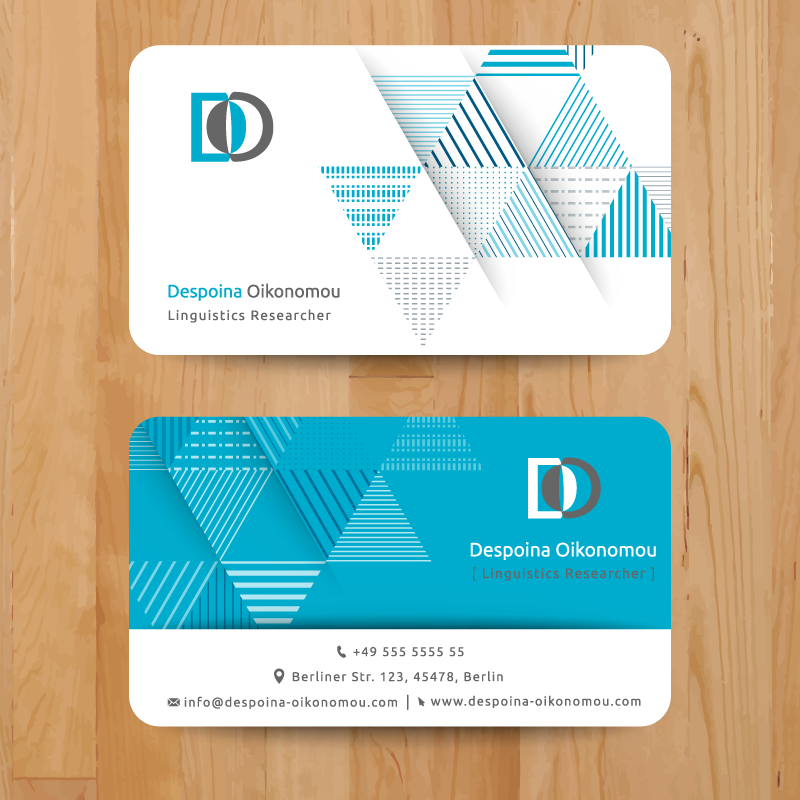 DO
Despoina Oikonomou
Linguistics Researcher
DO
Despoina Oikonomou
[ Linguistics Researcher ]
+49 555 5555 55
Berliner Str. 123, 45478, Berlin
info@despoina-oikonomou.com | www.despoina-oikonomou.com